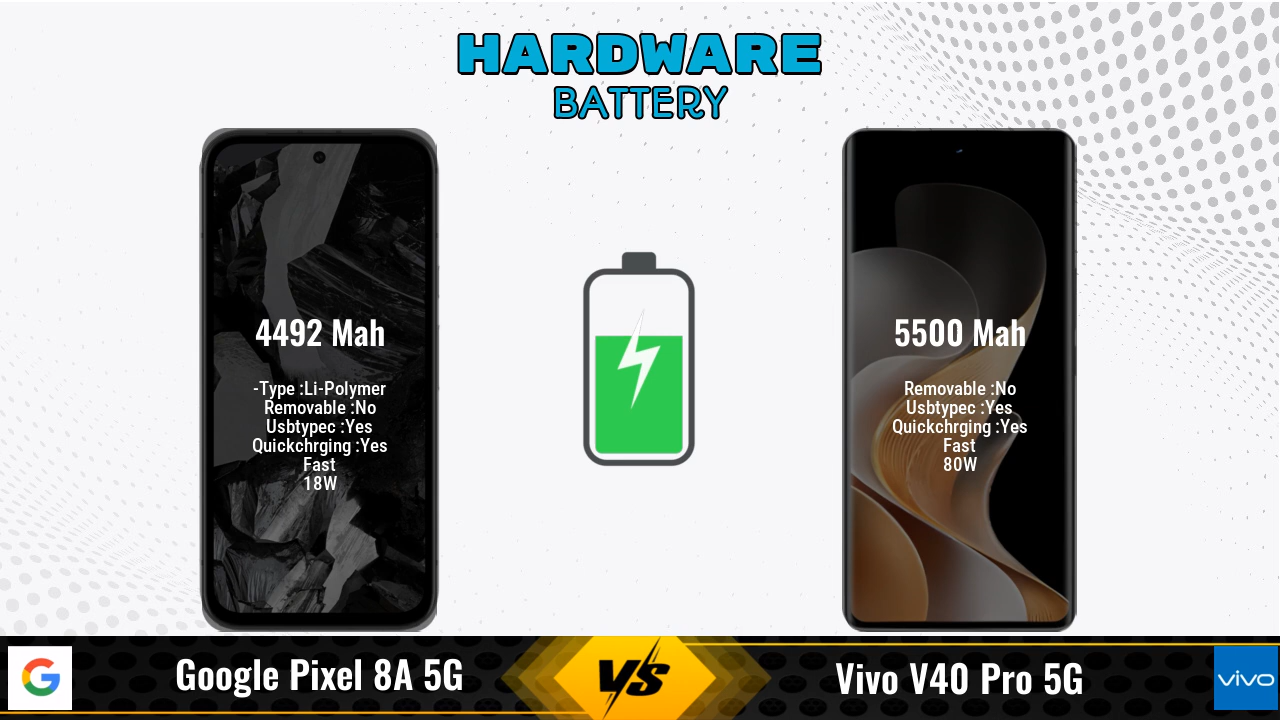 HARDWARE
BATTERY
4492 Mah
-Type :Li-Polymer
Removable :No
Usbtypec :Yes
Quickchrging :Yes
Fast
18W
5500 Mah
Removable :No
Usbtypec :Yes
Quickchrging :Yes
Fast
80W
G
Google Pixel 8A 5G
VS
Vivo V40 Pro 5G
vivo